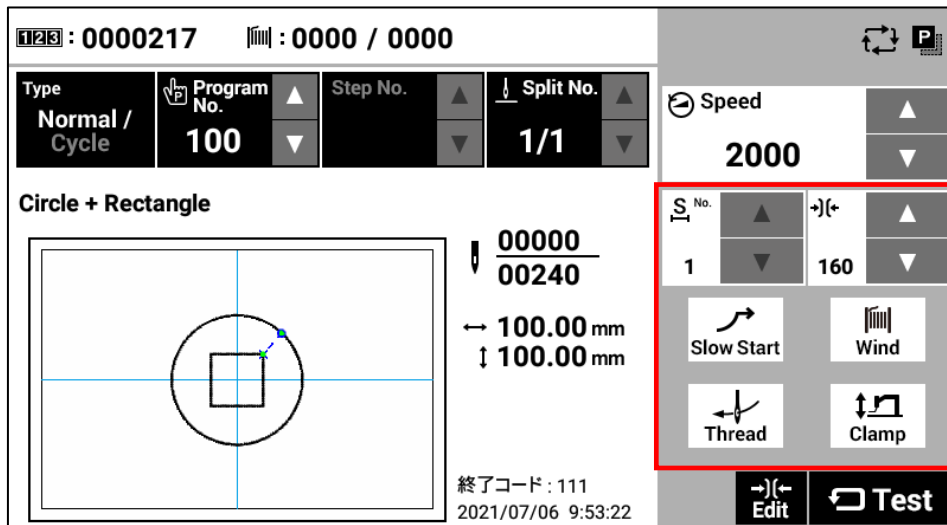 123 : 0000217 : 0000 / 0000
P
Type
Normal /
Cycle
P Program No.
100
Step No.
Split No.
1/1
Speed
2000
Circle + Rectangle
00000
00240
100.00 mm
100.00 mm
S No.
1
160
Slow Start
Wind
Thread
Clamp
終了コード : 111
2021/07/06 9:53:22
Edit
Test